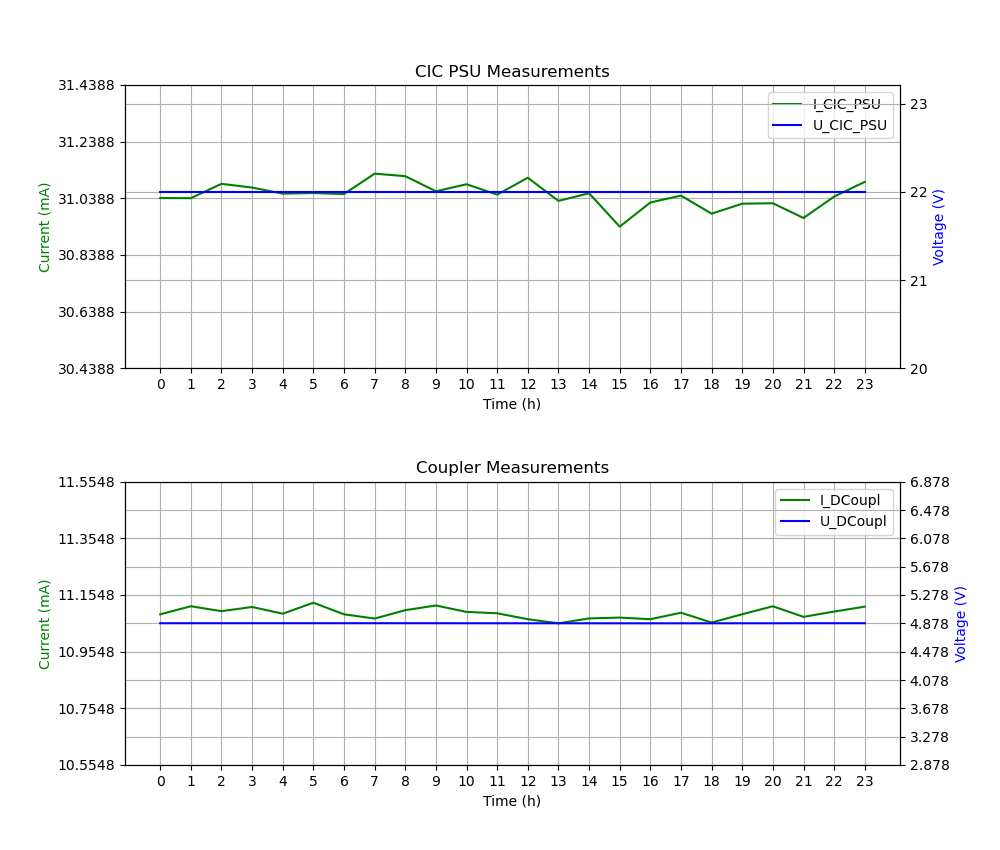 CIC PSU Measurements
31.4388
31.2388
31.0388
30.8388
30.6388
30.4388
Current (mA)
I_CIC_PSU
U_CIC_PSU
23
22
21
20
Voltage (V)
0 1 2 3 4 5 6 7 8 9 10 11 12 13 14 15 16 17 18 19 20 21 22 23
Time (h)
Coupler Measurements
11.5548
11.3548
11.1548
10.9548
10.7548
10.5548
Current (mA)
I_DCoupl
U_DCoupl
6.878
6.478
6.078
5.678
5.278
4.878
4.478
4.078
3.678
3.278
2.878
Voltage (V)
0 1 2 3 4 5 6 7 8 9 10 11 12 13 14 15 16 17 18 19 20 21 22 23
Time (h)